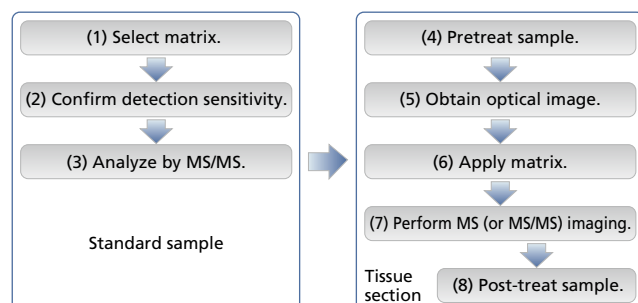 (1) Select matrix.
(2) Confirm detection sensitivity.
(3) Analyze by MS/MS.
Standard sample
(4) Pretreat sample.
(5) Obtain optical image.
(6) Apply matrix.
(7) Perform MS (or MS/MS) imaging.
(8) Post-treat sample.
Tissue
section